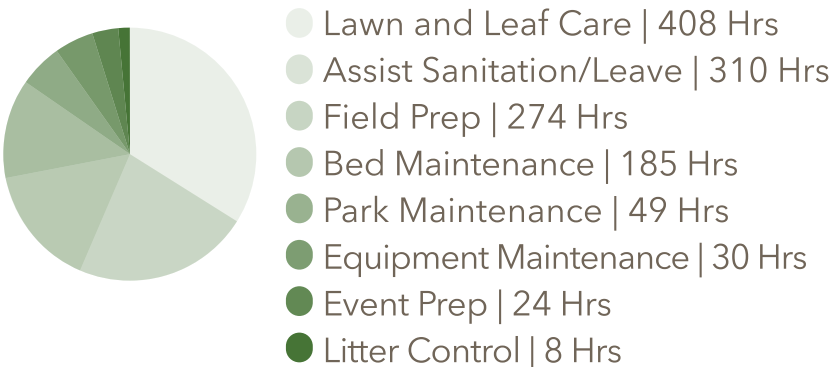 Lawn and Leaf Care | 408 Hrs
Assist Sanitation/Leave | 310 Hrs
Field Prep | 274 Hrs
Bed Maintenance | 185 Hrs
Park Maintenance | 49 Hrs
Equipment Maintenance | 30 Hrs
Event Prep | 24 Hrs
Litter Control | 8 Hrs